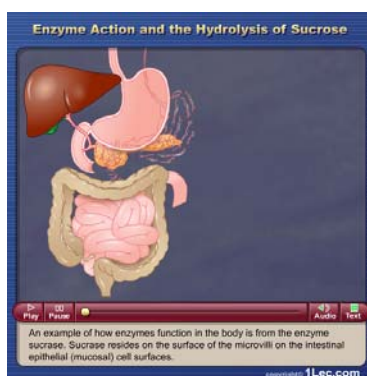 Enzyme Action and the Hydrolysis of Sucrose
Play Pause Audio Text
An example of how enzymes function in the body is from the enzyme
sucrase. Sucrase resides on the surface of the microvilli on the intestinal
epithelial (mucosal) cell surfaces.
copyright© 1Lec.com